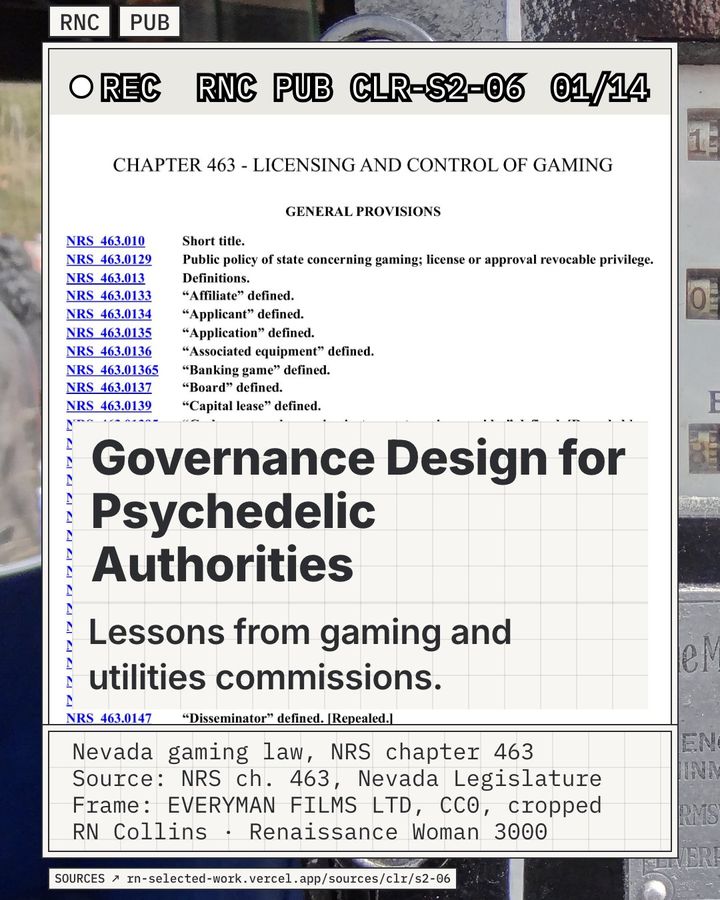 RNC PUB
REC RNC PUB CLR-S2-06 01/14
CHAPTER 463 - LICENSING AND CONTROL OF GAMING
GENERAL PROVISIONS
NRS 463.010 Short title.
NRS 463.0129 Public policy of state concerning gaming; license or approval revocable privilege.
NRS 463.013 Definitions.
NRS 463.0133 “Affiliate” defined.
NRS 463.0134 “Applicant” defined.
NRS 463.0135 “Application” defined.
NRS 463.0136 “Associated equipment” defined.
NRS 463.01365 “Banking game” defined.
NRS 463.0137 “Board” defined.
NRS 463.0139 “Capital lease” defined.
Governance Design for
Psychedelic
Authorities
Lessons from gaming and
utilities commissions.
NRS 463.0147 “Disseminator” defined. [Repealed.]
Nevada gaming law, NRS chapter 463
Source: NRS ch. 463, Nevada Legislature
Frame: EVERYMAN FILMS LTD, CC0, cropped
RN Collins · Renaissance Woman 3000
SOURCES ↗ rn-selected-work.vercel.app/sources/clr/s2-06